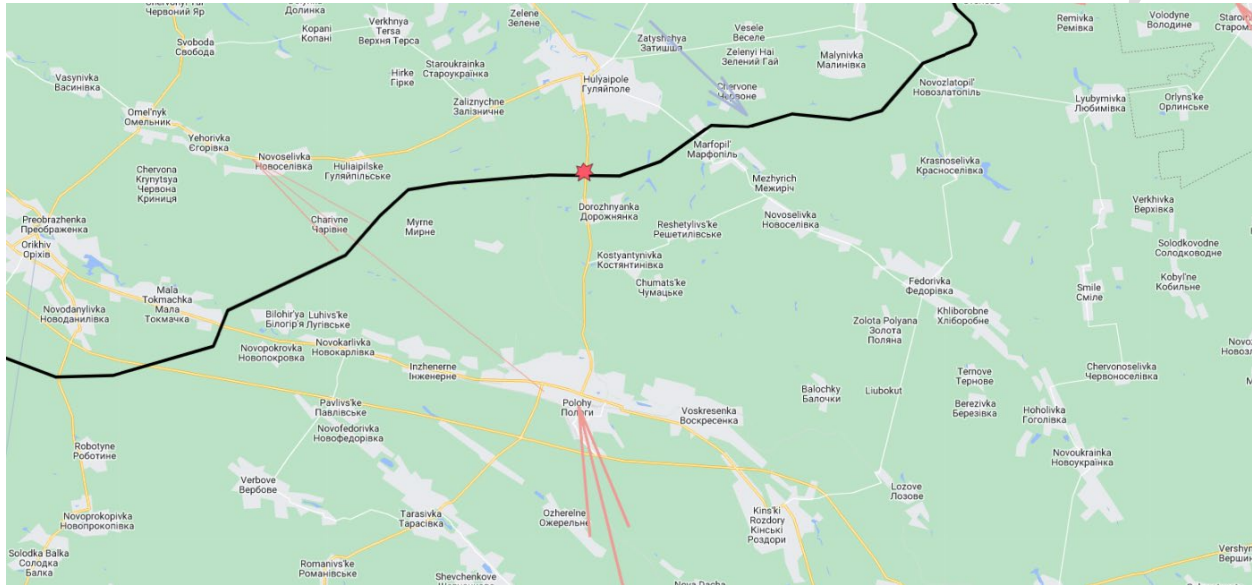 Червоний Яр
Dolynka
Долинка
Kopani
Копані
Verkhnya
Tersa
Верхня Терса
Zelene
Зелене
Zatyshshya
Затишшя
Vesele
Веселе
Remivka
Ремівка
Volodyne
Володине
Svoboda
Свобода
Staroukrainka
Староукраїнка
Zelenyi Hai
Зелений Гай
Malynivka
Малинівка
Vasynivka
Васинівка
Hirke
Гірке
Hulyaipole
Гуляйполе
Chervone
Червоне
Novozlatopil'
Новозлатопіль
Lyubymivka
Любимівка
Orlyns'ke
Орлинське
Omel'nyk
Омельник
Zaliznychne
Залізничне
Yehorivka
Єгорівка
Marfopil'
Марфопіль
Novoselivka
Новоселівка
Huliaipilske
Гуляйпільське
Krasnoselivka
Красноселівка
Chervona
Krynytsya
Червона
Криниця
Mezhyrich
Межиріч
Verkhivka
Верхівка
Preobrazhenka
Преображенка
Charivne
Чарівне
Myrne
Мирне
Dorozhnyanka
Дорожнянка
Novoselivka
Новоселівка
Reshetylivs'ke
Решетилівське
Orikhiv
Оріхів
Solodkovodne
Солодководне
Kostyantynivka
Костянтинівка
Chumats'ke
Чумацьке
Fedorivka
Федорівка
Kobyl'ne
Кобильне
Smile
Сміле
Mala
Tokmachka
Мала
Токмачка
Novodanylivka
Новоданилівка
Bilohir'ya
Білогір'я
Luhivs'ke
Лугівське
Khliborobne
Хліборобне
Zolota Polyana
Золота
Поляна
Novopokrovka
Новопокровка
Novokarlivka
Новокарлівка
Inzhenerne
Інженерне
Chervonoselivka
Червоноселівка
Ternove
Тернове
Balochky
Балочки
Liubokut
Berezivka
Березівка
Polohy
Пологи
Voskresenka
Воскресенка
Hoholivka
Гоголівка
Pavlivs'ke
Павлівське
Novofedorivka
Новофедорівка
Robotyne
Роботине
Novoukrainka
Новоукраїнка
Verbove
Вербове
Lozove
Лозове
Novoprokopivka
Новопрокопівка
Tarasivka
Тарасівка
Ozherelne
Ожерельне
Kins'ki
Rozdory
Кінські
Роздори
Solodka Balka
Солодка
Балка
Romanivs'ke
Романівське
Shevchenkove
Nova Dacha